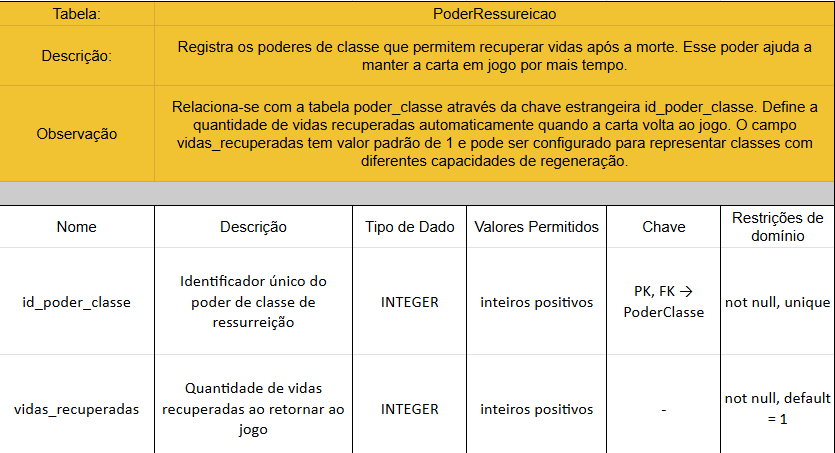 Tabela:
PoderRessureicao
Descrição:
Registra os poderes de classe que permitem recuperar vidas após a morte. Esse poder ajuda a
manter a carta em jogo por mais tempo.
Observação
Relaciona-se com a tabela poder_classe através da chave estrangeira id_poder_classe. Define a
quantidade de vidas recuperadas automaticamente quando a carta volta ao jogo. O campo
vidas_recuperadas tem valor padrão de 1 e pode ser configurado para representar classes com
diferentes capacidades de regeneração.
Nome
Descrição
Tipo de Dado
Valores Permitidos
Chave
Restrições de
domínio
id_poder_classe
Identificador único do
poder de classe de
ressurreição
INTEGER
inteiros positivos
PK, FK →
PoderClasse
not null, unique
vidas_recuperadas
Quantidade de vidas
recuperadas ao retornar ao
jogo
INTEGER
inteiros positivos
-
not null, default
= 1